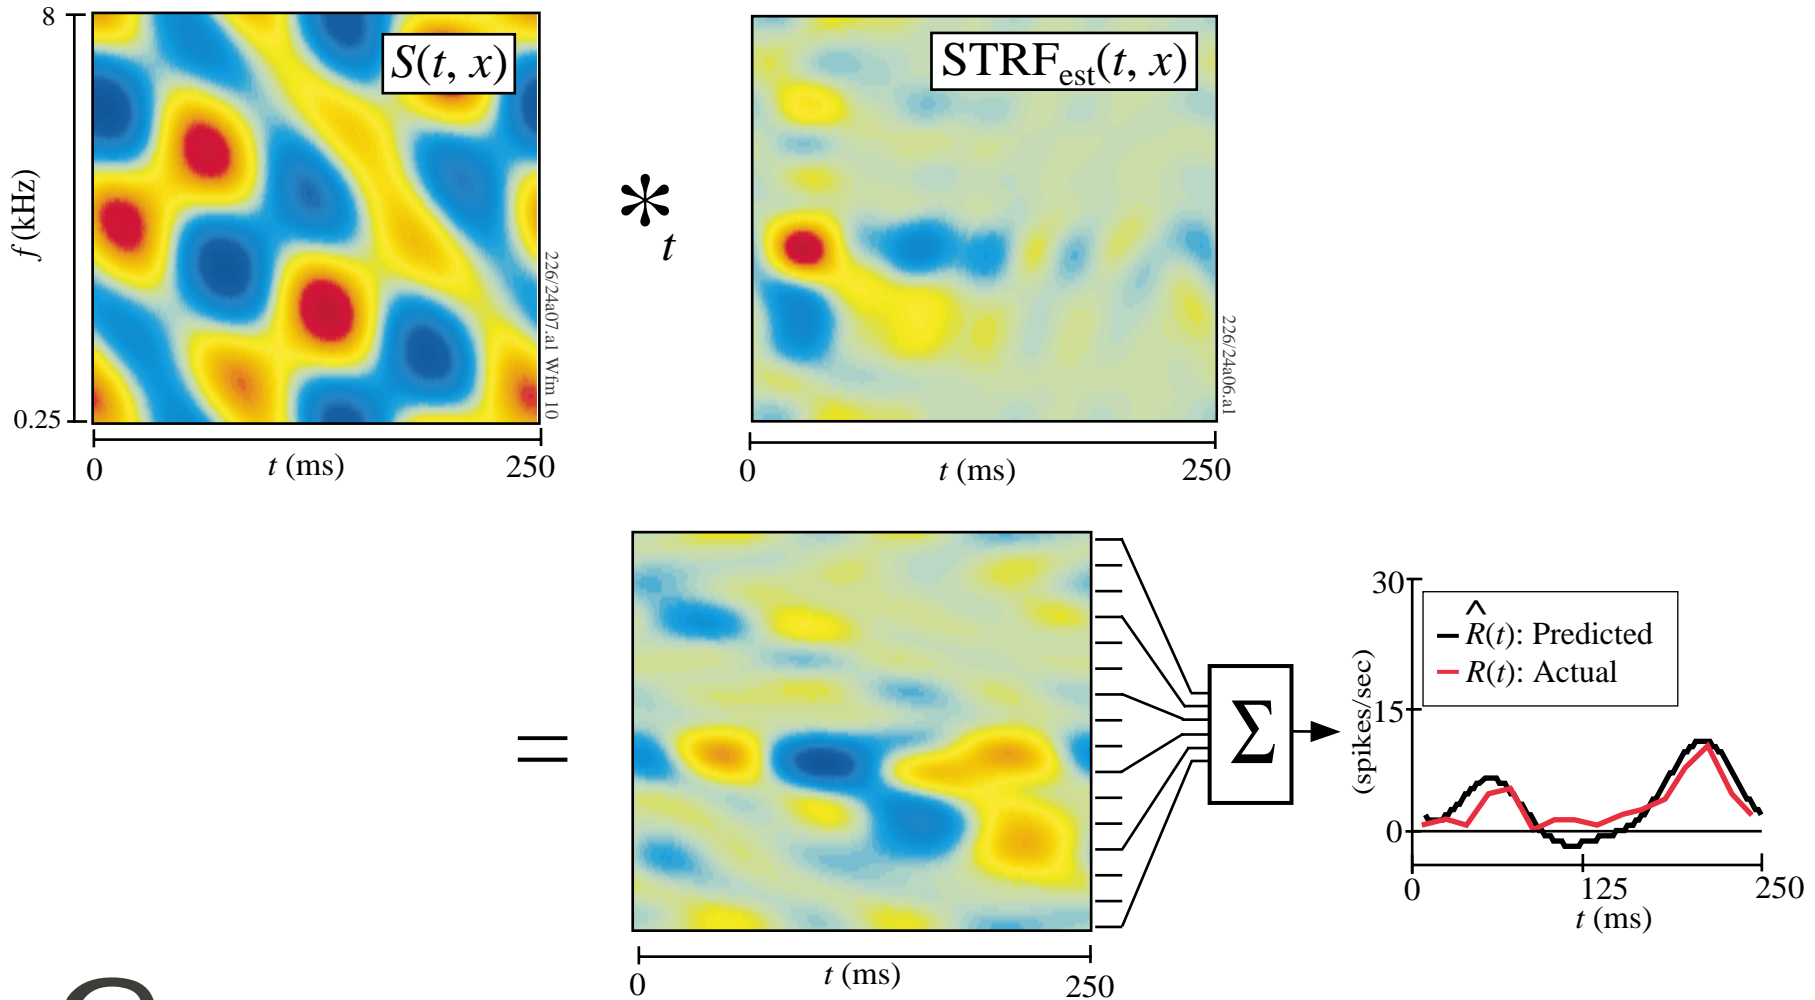 8
S(t, x)
f (kHz)
0.25
0
t (ms)
250
226/24a07.a1 Wfm 10
*t
STRFest(t, x)
0
t (ms)
250
226/24a06.a1
=
0
t (ms)
250
Σ
30
15
0
(spikes/sec)
R̂(t): Predicted
R(t): Actual
0
125
250
t (ms)